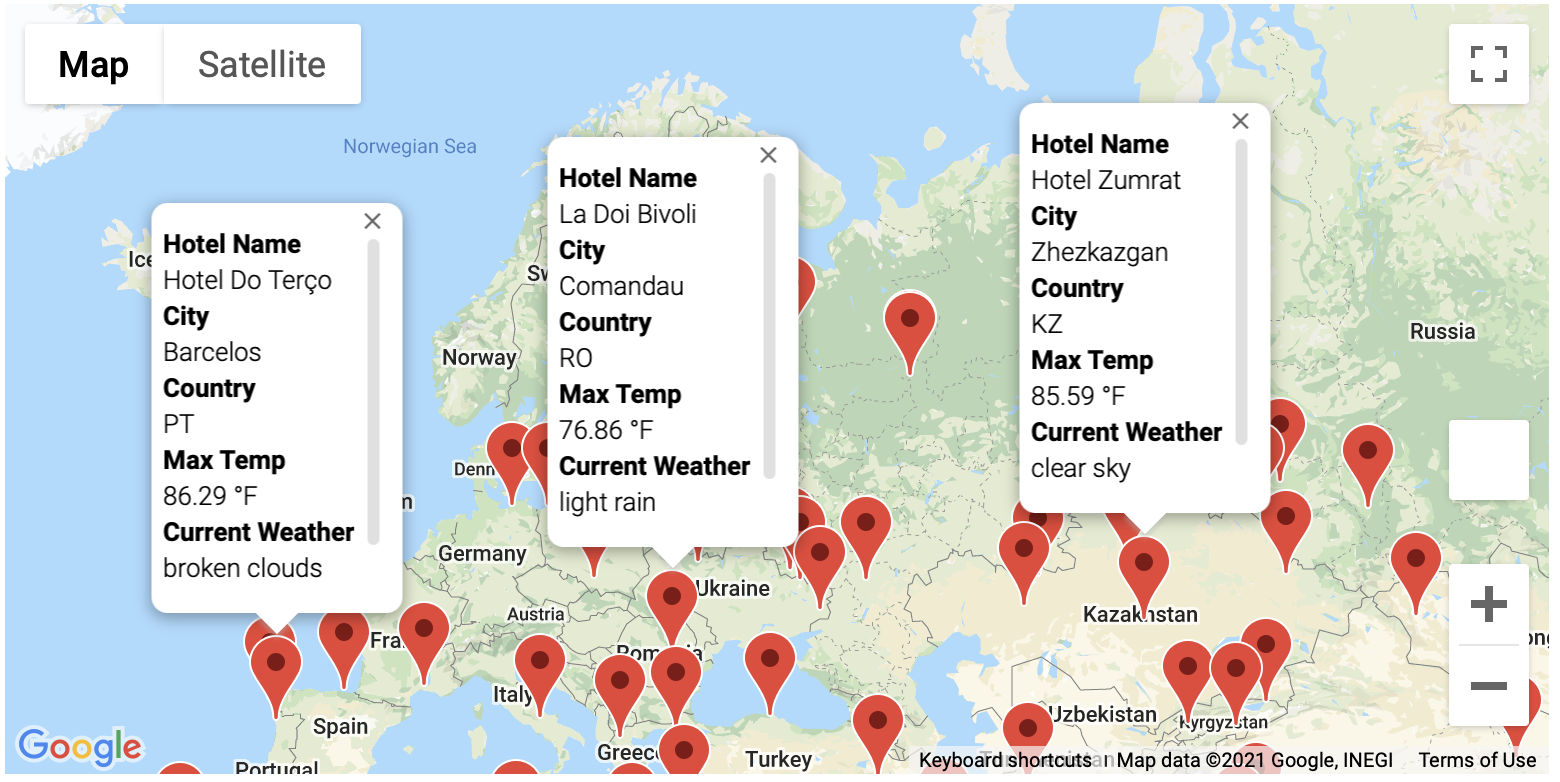 Map
Satellite
Norwegian Sea
Hotel Name
Hotel Do Terço
City
Barcelos
Country
PT
Max Temp
86.29 °F
Current Weather
broken clouds
Hotel Name
La Doi Bivoli
City
Comandau
Country
RO
Max Temp
76.86 °F
Current Weather
light rain
Hotel Name
Hotel Zumrat
City
Zhezkazgan
Country
KZ
Max Temp
85.59 °F
Current Weather
clear sky
Ice
Sw
Norway
Russia
Denn
m
Germany
Ukraine
Austria
Kazakhstan
Fra
Romania
Italy
Spain
Uzbekistan
Kyrgyzstan
Greece
Turkey
Portugal
Google
Keyboard shortcuts
Map data ©2021 Google, INEGI
Terms of Use